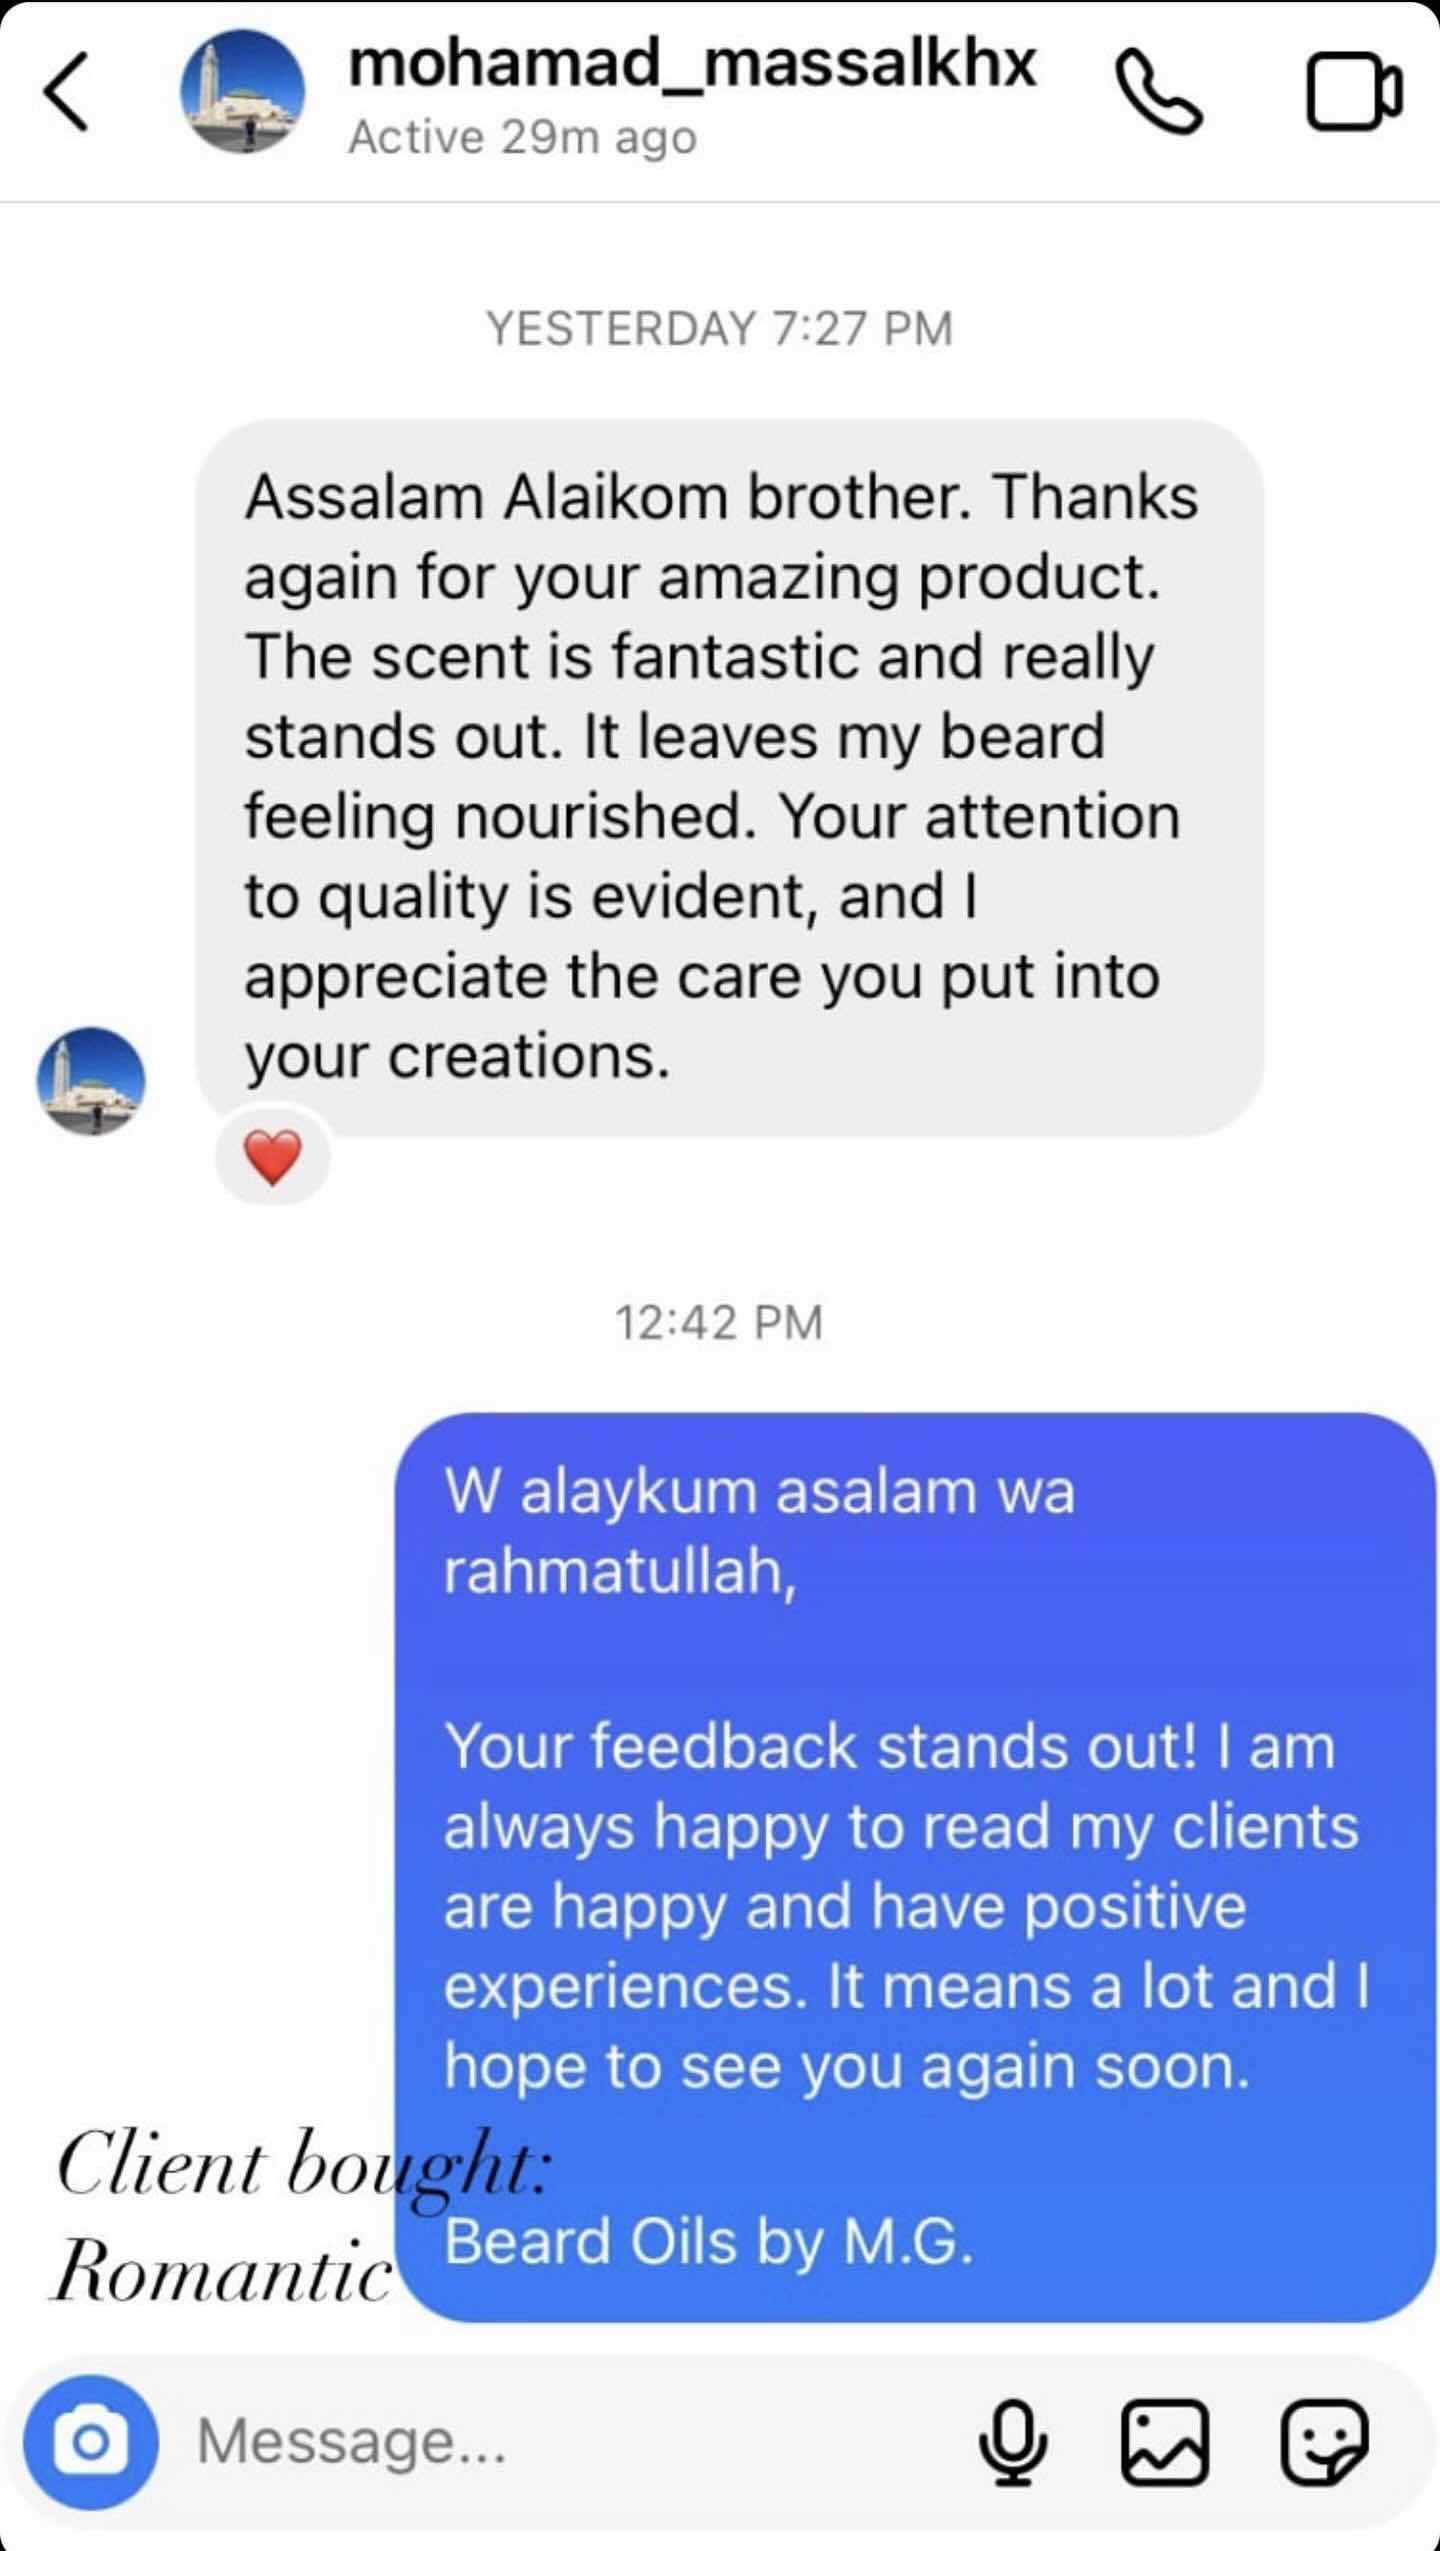 mohamad_massalkhx
Active 29m ago
YESTERDAY 7:27 PM
Assalam Alaikom brother. Thanks
again for your amazing product.
The scent is fantastic and really
stands out. It leaves my beard
feeling nourished. Your attention
to quality is evident, and I
appreciate the care you put into
your creations.
12:42 PM
W alaykum asalam wa
rahmatullah,
Your feedback stands out! I am
always happy to read my clients
are happy and have positive
experiences. It means a lot and I
hope to see you again soon.
Beard Oils by M.G.
Client bought:
Romantic
Message...